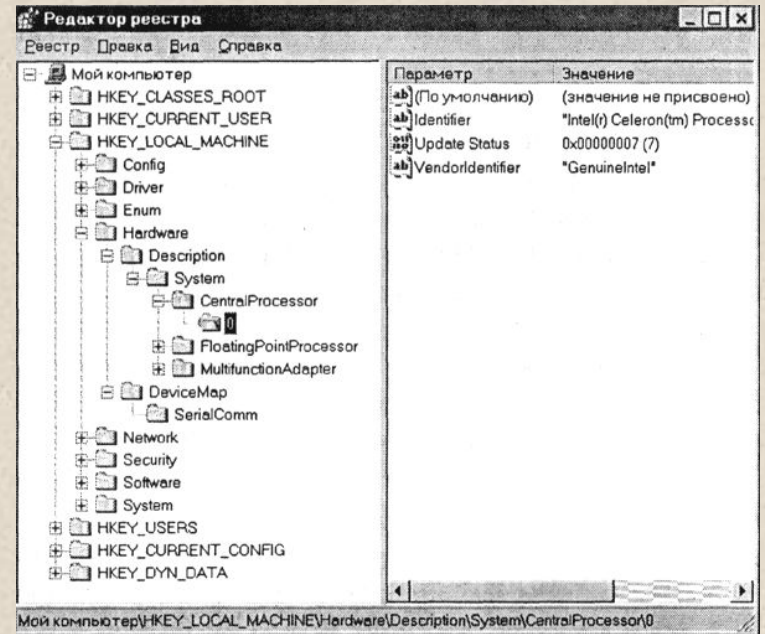 Редактор реестра
Реестр Правка Вид Справка
Мой компьютер
HKEY_CLASSES_ROOT
HKEY_CURRENT_USER
HKEY_LOCAL_MACHINE
Config
Driver
Enum
Hardware
Description
System
CentralProcessor
0
FloatingPointProcessor
MultifunctionAdapter
DeviceMap
SerialComm
Network
Security
Software
System
HKEY_USERS
HKEY_CURRENT_CONFIG
HKEY_DYN_DATA
Параметр Значение
(По умолчанию) (значение не присвоено)
Identifier "Intel(r) Celeron(tm) Processo
Update Status 0x00000007 (7)
VendorIdentifier "GenuineIntel"
Мой компьютер\HKEY_LOCAL_MACHINE\Hardware\Description\System\CentralProcessor\0